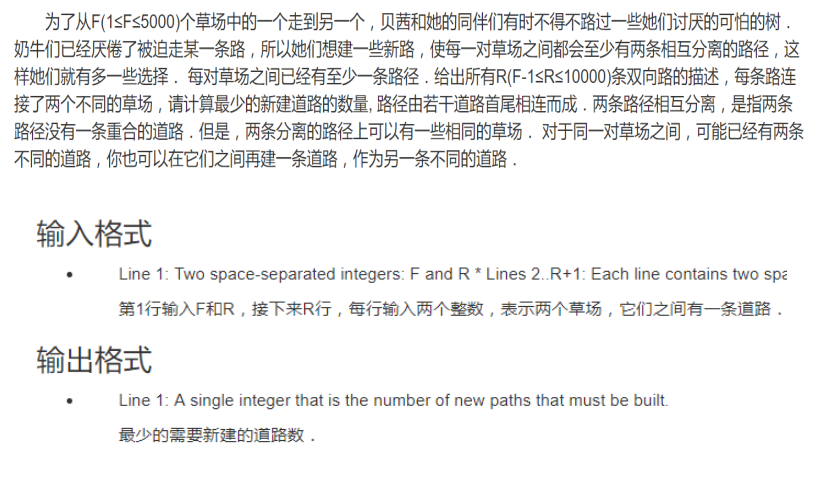 为了从F(1≤F≤5000)个草场中的一个走到另一个，贝茜和她的同伴们有时不得不路过一些她们讨厌的可怕的树．
奶牛们已经厌倦了被迫走某一条路，所以她们想建一些新路，使每一对草场之间都会至少有两条相互分离的路径，这
样她们就有多一些选择． 每对草场之间已经有至少一条路径．给出所有R(F-1≤R≤10000)条双向路的描述，每条路连
接了两个不同的草场，请计算最少的新建道路的数量, 路径由若干道路首尾相连而成．两条路径相互分离，是指两条
路径没有一条重合的道路．但是，两条分离的路径上可以有一些相同的草场． 对于同一对草场之间，可能已经有两条
不同的道路，你也可以在它们之间再建一条道路，作为另一条不同的道路．
输入格式
• Line 1: Two space-separated integers: F and R * Lines 2..R+1: Each line contains two
第1行输入F和R，接下来R行，每行输入两个整数，表示两个草场，它们之间有一条道路．
输出格式
• Line 1: A single integer that is the number of new paths that must be built.
最少的需要新建的道路数．